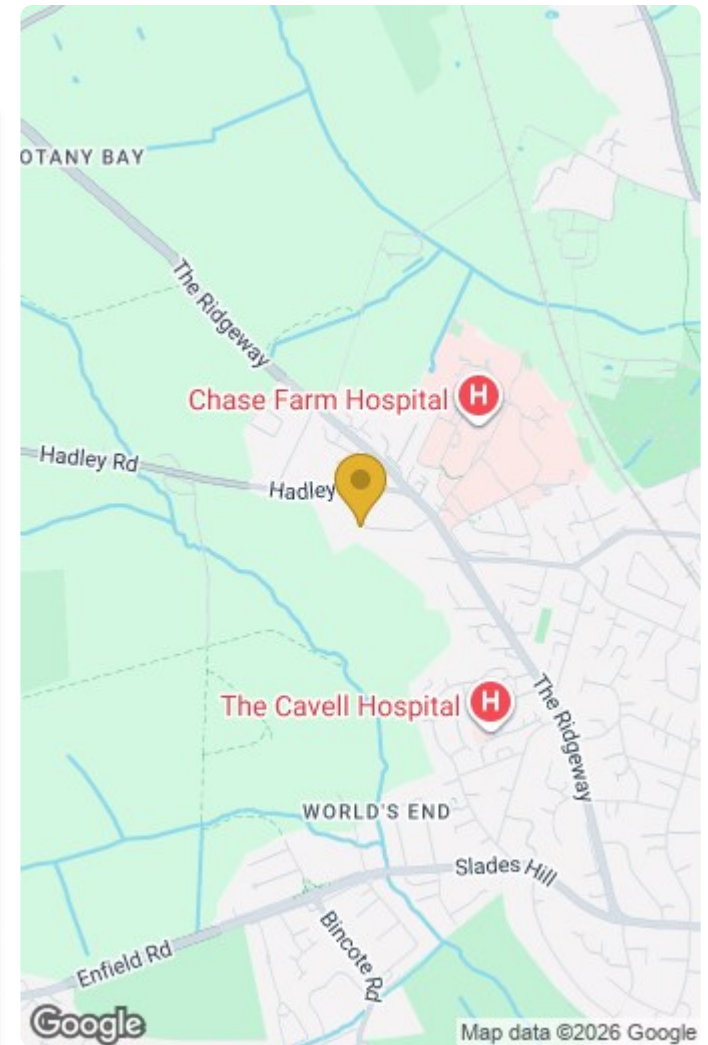 OTANY BAY
The Ridgeway
Chase Farm Hospital
H
Hadley Rd
Hadley
The Cavell Hospital
H
The Ridgeway
WORLD'S END
Slades Hill
Bincote Rd
Enfield Rd
Google
Map data ©2026 Google